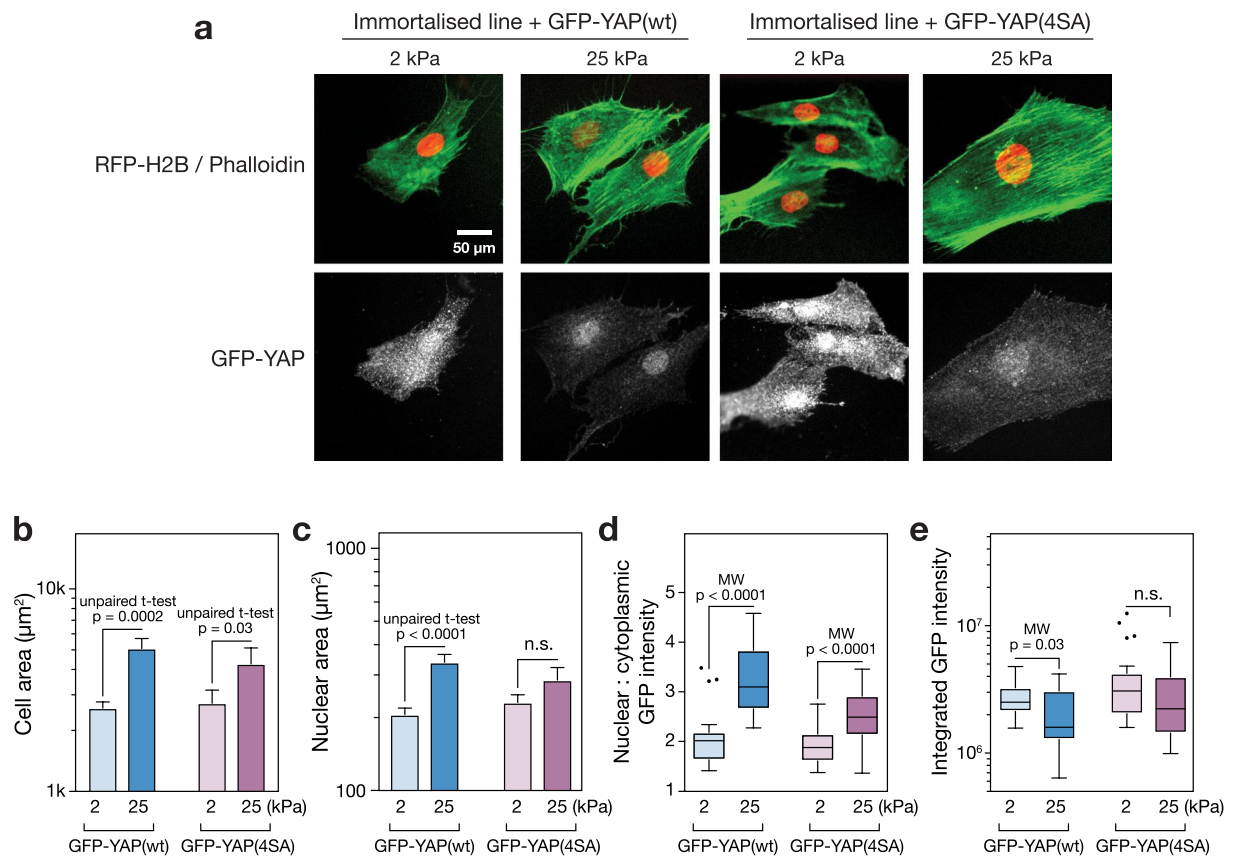 a
Immortalised line + GFP-YAP(wt)
Immortalised line + GFP-YAP(4SA)
2 kPa
25 kPa
2 kPa
25 kPa
RFP-H2B / Phalloidin
50 µm
GFP-YAP
b
Cell area (µm²)
10k
1k
unpaired t-test
p = 0.0002
unpaired t-test
p = 0.03
2 25 2 25 (kPa)
GFP-YAP(wt) GFP-YAP(4SA)
c
Nuclear area (µm²)
1000
100
unpaired t-test
p < 0.0001
n.s.
2 25 2 25 (kPa)
GFP-YAP(wt) GFP-YAP(4SA)
d
Nuclear : cytoplasmic
GFP intensity
5
4
3
2
1
MW
p < 0.0001
MW
p < 0.0001
2 25 2 25 (kPa)
GFP-YAP(wt) GFP-YAP(4SA)
e
Integrated GFP intensity
10⁷
10⁶
MW
p = 0.03
n.s.
2 25 2 25 (kPa)
GFP-YAP(wt) GFP-YAP(4SA)